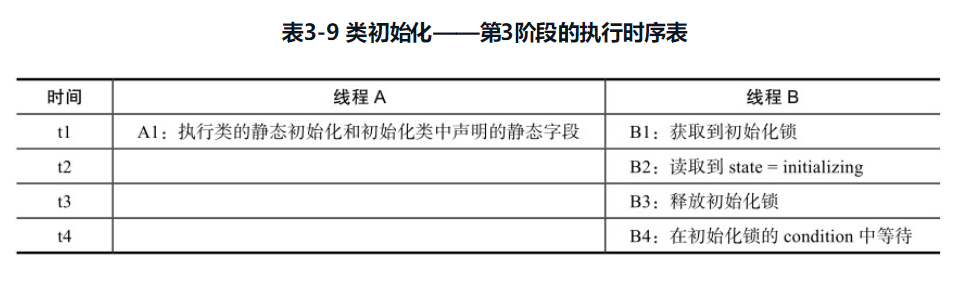 表3-9 类初始化——第3阶段的执行时序表
时间 线程 A 线程 B
t1 A1：执行类的静态初始化和初始化类中声明的静态字段 B1：获取到初始化锁
t2 B2：读取到 state = initializing
t3 B3：释放初始化锁
t4 B4：在初始化锁的 condition 中等待